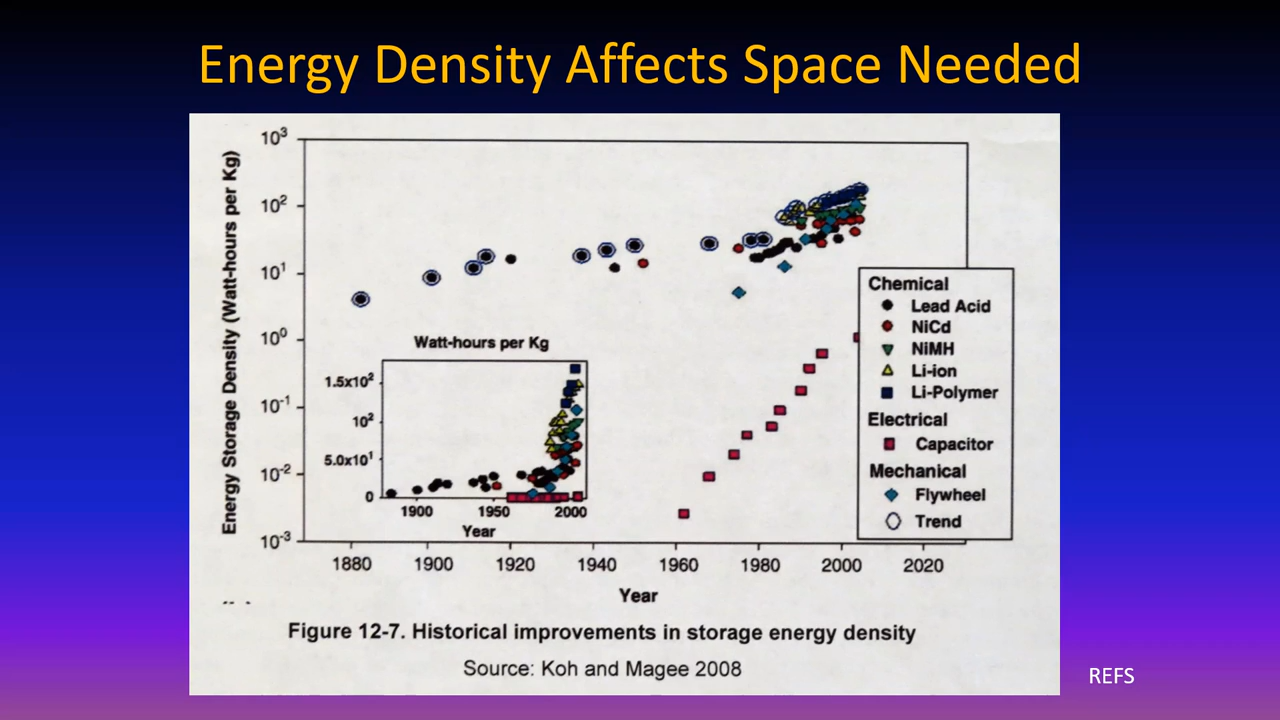 Energy Density Affects Space Needed
Energy Storage Density (Watt-hours per Kg)
10³
10²
10¹
10⁰
10⁻¹
10⁻²
10⁻³
1880 1900 1920 1940 1960 1980 2000 2020
Year
Watt-hours per Kg
1.5x10²
10²
5.0x10¹
0
1900 1950 2000
Year
Chemical
Lead Acid
NiCd
NiMH
Li-ion
Li-Polymer
Electrical
Capacitor
Mechanical
Flywheel
Trend
Figure 12-7. Historical improvements in storage energy density
Source: Koh and Magee 2008
REFS